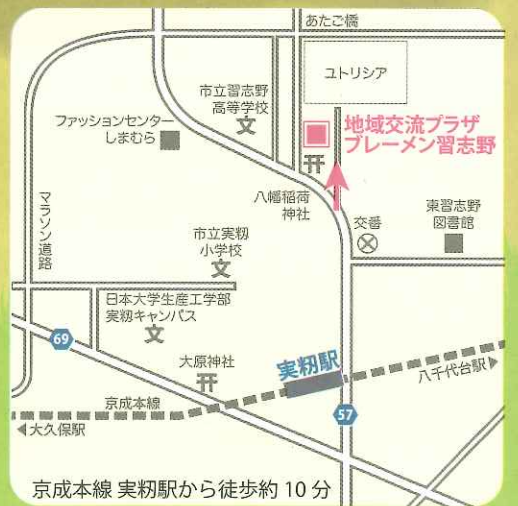 あたご橋
ユトリシア
市立習志野
高等学校
ファッションセンター
しまむら
地域交流プラザ
ブレーメン習志野
八幡稲荷
神社
交番
東習志野
図書館
マラソン道路
市立実籾
小学校
日本大学生産工学部
実籾キャンパス
69
大原神社
実籾駅
八千代台駅▶
京成本線
57
◀大久保駅
京成本線 実籾駅から徒歩約 10 分